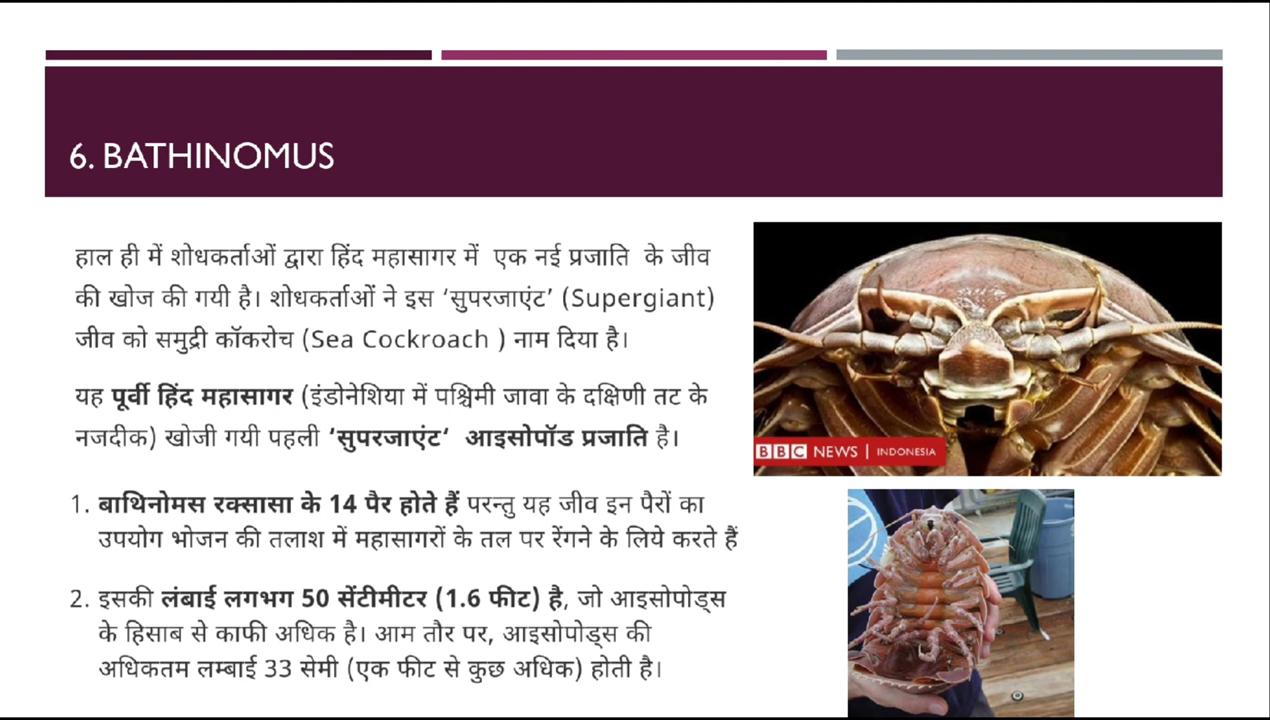 6. BATHINOMUS
हाल ही में शोधकर्ताओं द्वारा हिंद महासागर में एक नई प्रजाति के जीव
की खोज की गयी है। शोधकर्ताओं ने इस ‘सुपरजाएंट’ (Supergiant)
जीव को समुद्री कॉकरोच (Sea Cockroach ) नाम दिया है।
यह पूर्वी हिंद महासागर (इंडोनेशिया में पश्चिमी जावा के दक्षिणी तट के
नजदीक) खोजी गयी पहली ‘सुपरजाएंट‘ आइसोपॉड प्रजाति है।
1. बाथिनोमस रक्सासा के 14 पैर होते हैं परन्तु यह जीव इन पैरों का
उपयोग भोजन की तलाश में महासागरों के तल पर रेंगने के लिये करते हैं
2. इसकी लंबाई लगभग 50 सेंटीमीटर (1.6 फीट) है, जो आइसोपोड्स
के हिसाब से काफी अधिक है। आम तौर पर, आइसोपोड्स की
अधिकतम लम्बाई 33 सेमी (एक फीट से कुछ अधिक) होती है।
BBC NEWS | INDONESIA